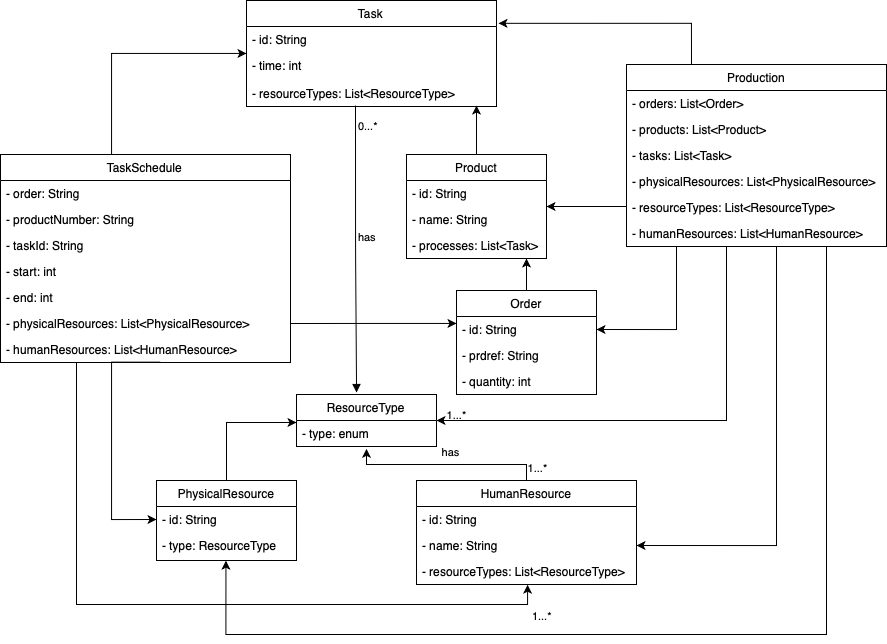 Task
- id: String
- time: int
- resourceTypes: List<ResourceType>
Production
- orders: List<Order>
- products: List<Product>
- tasks: List<Task>
- physicalResources: List<PhysicalResource>
- resourceTypes: List<ResourceType>
- humanResources: List<HumanResource>
0...*
TaskSchedule
- order: String
- productNumber: String
- taskId: String
- start: int
- end: int
- physicalResources: List<PhysicalResource>
- humanResources: List<HumanResource>
Product
- id: String
- name: String
- processes: List<Task>
has
Order
- id: String
- prdref: String
- quantity: int
ResourceType
- type: enum
1...*
has
1...*
PhysicalResource
- id: String
- type: ResourceType
HumanResource
- id: String
- name: String
- resourceTypes: List<ResourceType>
1...*